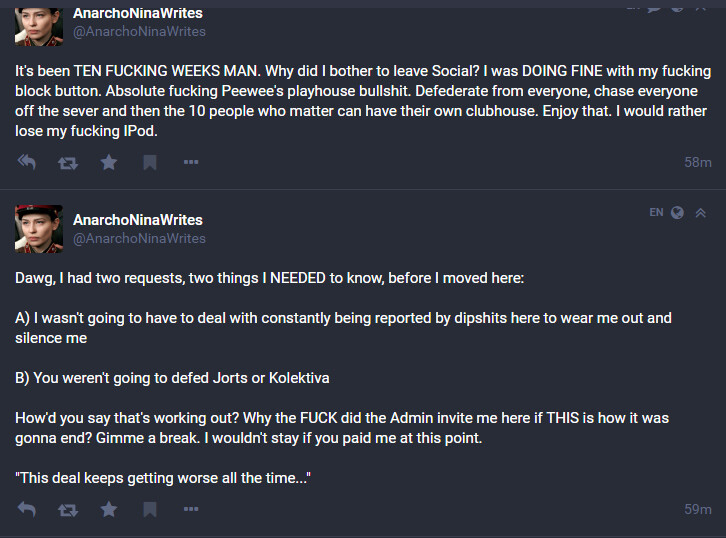 AnarchoNinaWrites
@AnarchoNinaWrites
It's been TEN FUCKING WEEKS MAN. Why did I bother to leave Social? I was DOING FINE with my fucking
block button. Absolute fucking Peewee's playhouse bullshit. Defederate from everyone, chase everyone
off the sever and then the 10 people who matter can have their own clubhouse. Enjoy that. I would rather
lose my fucking IPod.
58m
AnarchoNinaWrites
EN
@AnarchoNinaWrites
Dawg, I had two requests, two things I NEEDED to know, before I moved here:
A) I wasn't going to have to deal with constantly being reported by dipshits here to wear me out and
silence me
B) You weren't going to defed Jorts or Kolektiva
How'd you say that's working out? Why the FUCK did the Admin invite me here if THIS is how it was
gonna end? Gimme a break. I wouldn't stay if you paid me at this point.
"This deal keeps getting worse all the time..."
59m